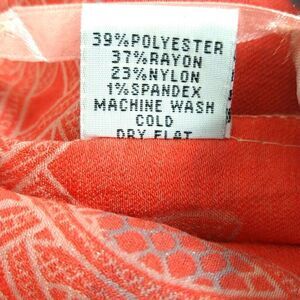 39%POLYESTER
37%RAYON
23%NYLON
1%SPANDEX
MACHINE WASH
COLD
DRY FLAT